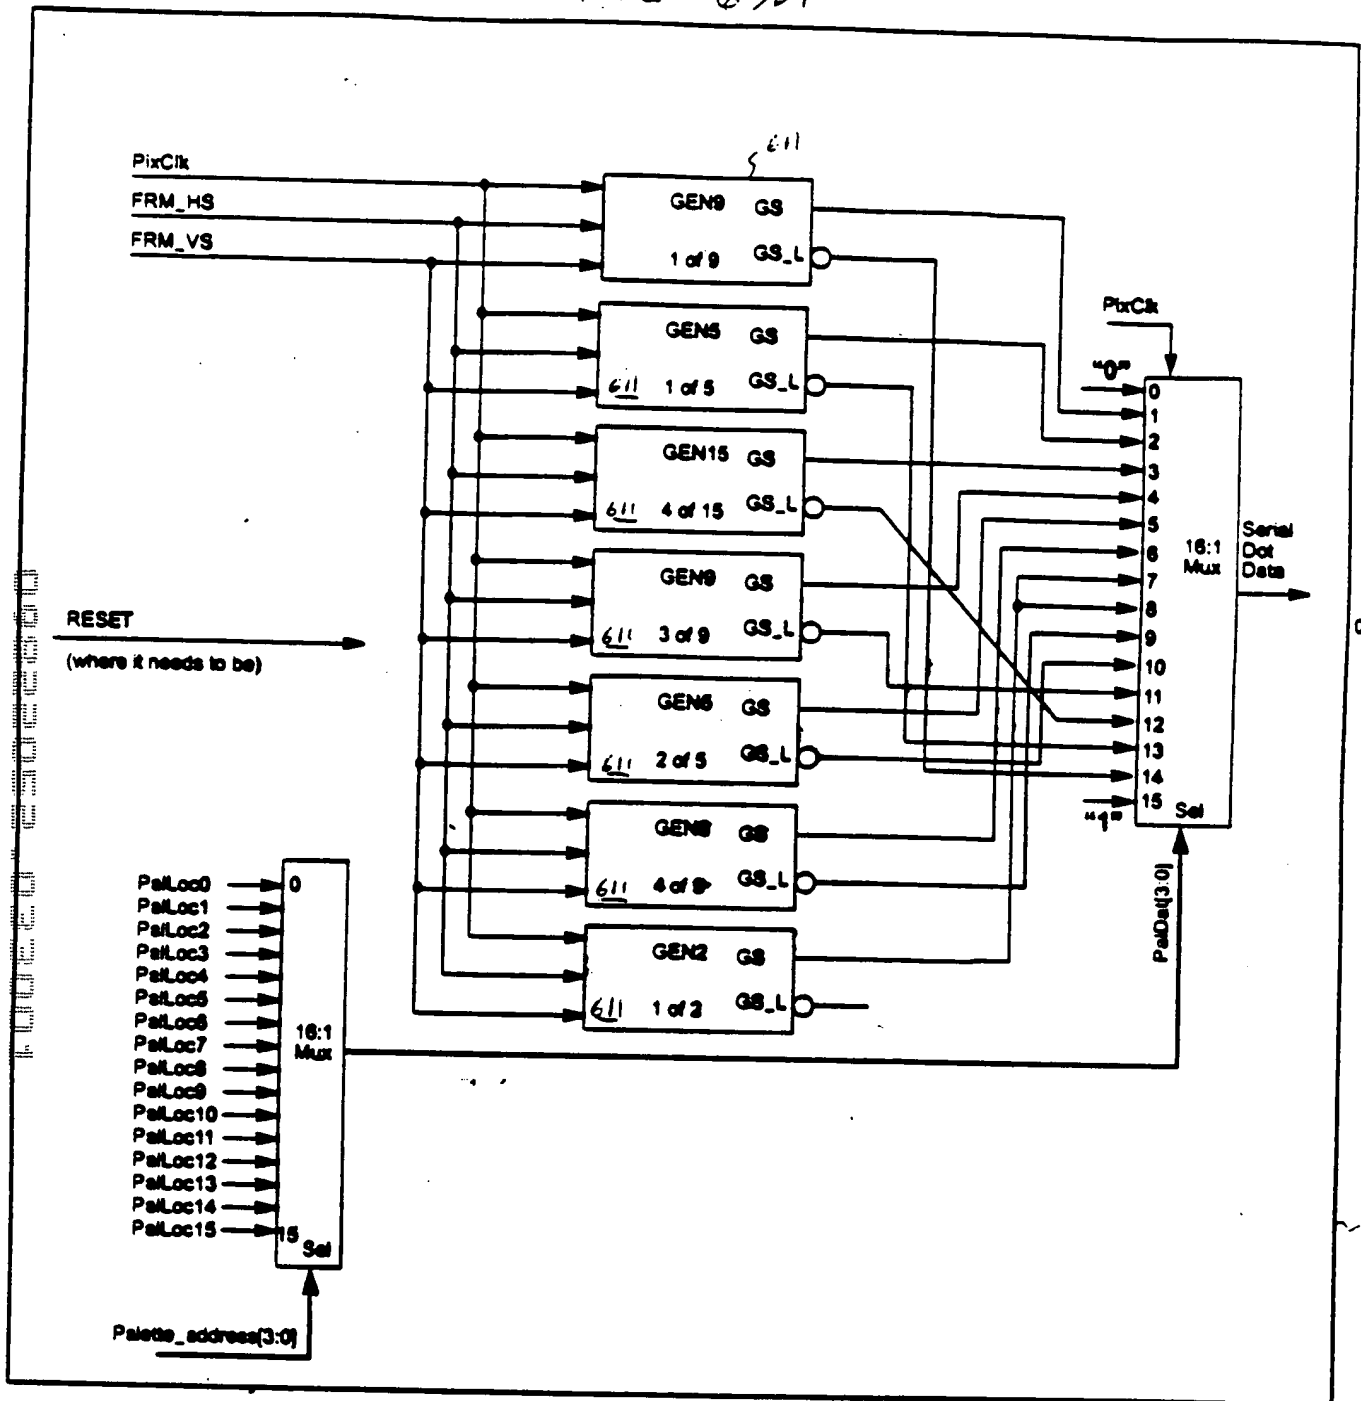 PixClk
FRM_HS
FRM_VS
611
GEN9 GS
1 of 9 GS_L
GEN5 GS
611 1 of 5 GS_L
GEN15 GS
611 4 of 15 GS_L
GEN9 GS
611 3 of 9 GS_L
GEN5 GS
611 2 of 5 GS_L
GEN9 GS
611 4 of 9 GS_L
GEN2 GS
611 1 of 2 GS_L
RESET
(where it needs to be)
PixClk
"0"
0
1
2
3
4
5
6
7
8
9
10
11
12
13
14
15
"1"
16:1
Mux
Sel
Serial
Dot
Data
PalDat[3:0]
PalLoc0
PalLoc1
PalLoc2
PalLoc3
PalLoc4
PalLoc5
PalLoc6
PalLoc7
PalLoc8
PalLoc9
PalLoc10
PalLoc11
PalLoc12
PalLoc13
PalLoc14
PalLoc15
0
16:1
Mux
15
Sel
Palette_address[3:0]